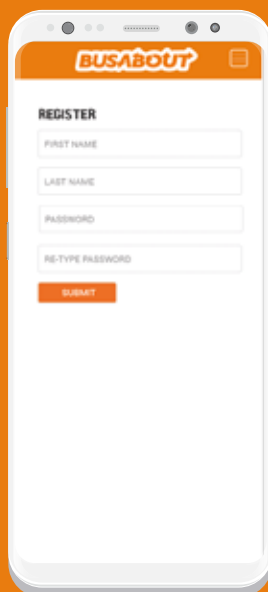 BUSABOUT
REGISTER
FIRST NAME
LAST NAME
PASSWORD
RE-TYPE PASSWORD
SUBMIT